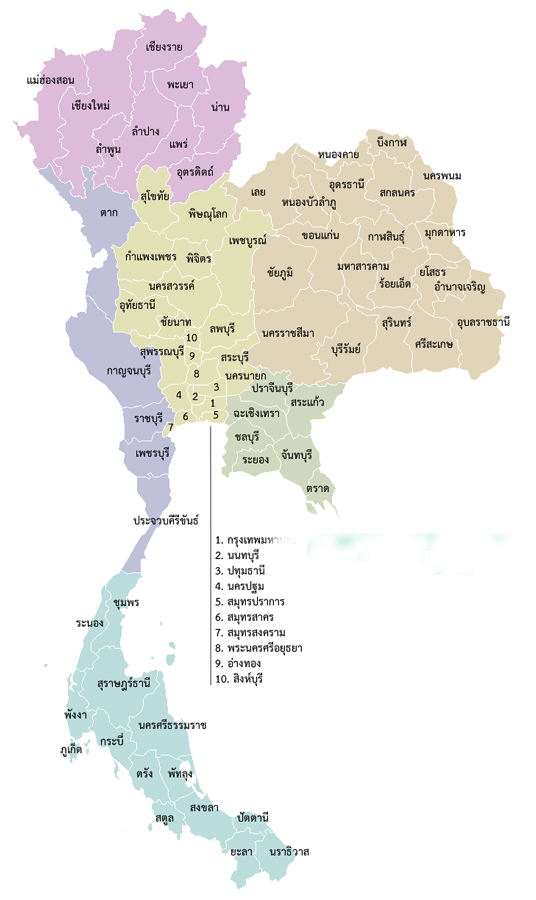 เชียงราย
แม่ฮ่องสอน
พะเยา
เชียงใหม่
น่าน
ลำปาง
แพร่
ลำพูน
อุตรดิตถ์
บึงกาฬ
หนองคาย
นครพนม
เลย
อุดรธานี
สกลนคร
หนองบัวลำภู
สุโขทัย
ตาก
พิษณุโลก
เพชบูรณ์
ขอนแก่น
กาฬสินธุ์
มุกดาหาร
กำแพงเพชร
พิจิตร
ชัยภูมิ
มหาสารคาม
ยโสธร
ร้อยเอ็ด
อำนาจเจริญ
นครสวรรค์
อุทัยธานี
ชัยนาท
ลพบุรี
นครราชสีมา
สุรินทร์
อุบลราชธานี
บุรีรัมย์
ศรีสะเกษ
10
สุพรรณบุรี
9
สระบุรี
กาญจนบุรี
8
นครนายก
3
ปราจีนบุรี
4
2
1
สระแก้ว
ราชบุรี
6
5
ฉะเชิงเทรา
7
ชลบุรี
เพชรบุรี
ระยอง
จันทบุรี
ตราด
ประจวบคีรีขันธ์
1. กรุงเทพมหา
2. นนทบุรี
3. ปทุมธานี
4. นครปฐม
5. สมุทรปราการ
6. สมุทรสาคร
7. สมุทรสงคราม
8. พระนครศรีอยุธยา
9. อ่างทอง
10. สิงห์บุรี
ชุมพร
ระนอง
สุราษฎร์ธานี
พังงา
นครศรีธรรมราช
ภูเก็ต
กระบี่
ตรัง
พัทลุง
สตูล
สงขลา
ปัตตานี
ยะลา
นราธิวาส